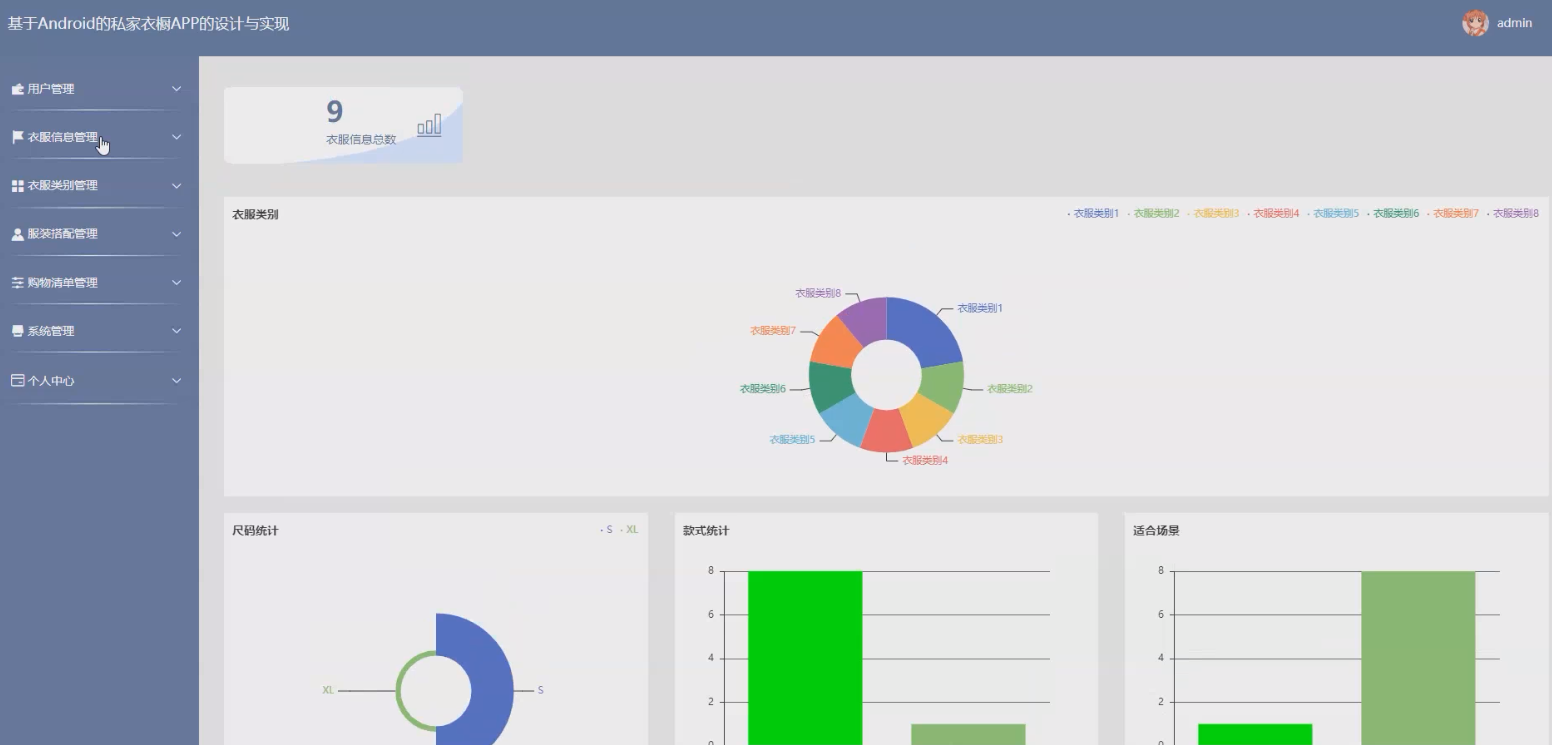 基于Android的私家衣橱APP的设计与实现
admin
用户管理
衣服信息管理
衣服类别管理
服装搭配管理
购物清单管理
系统管理
个人中心
9
衣服信息总数
衣服类别
衣服类别1 衣服类别2 衣服类别3 衣服类别4 衣服类别5 衣服类别6 衣服类别7 衣服类别8
衣服类别8
衣服类别1
衣服类别7
衣服类别6
衣服类别2
衣服类别5
衣服类别3
衣服类别4
尺码统计
S XL
XL
S
款式统计
8
6
4
2
0
适合场景
8
6
4
2
0